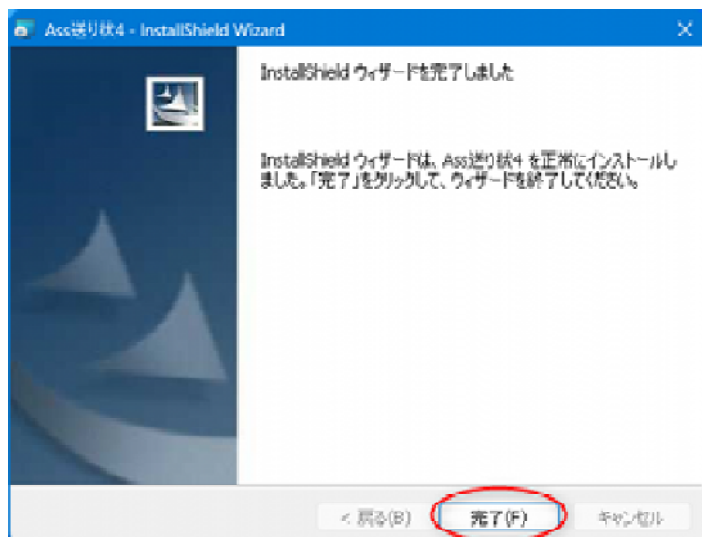 Ass送り状4 - InstallShield Wizard
InstallShield ウィザードを完了しました
InstallShield ウィザードは、Ass送り状4 を正常にインストールし
ました。「完了」をクリックして、ウィザードを終了してください。
< 戻る(B)
完了(F)
キャンセル